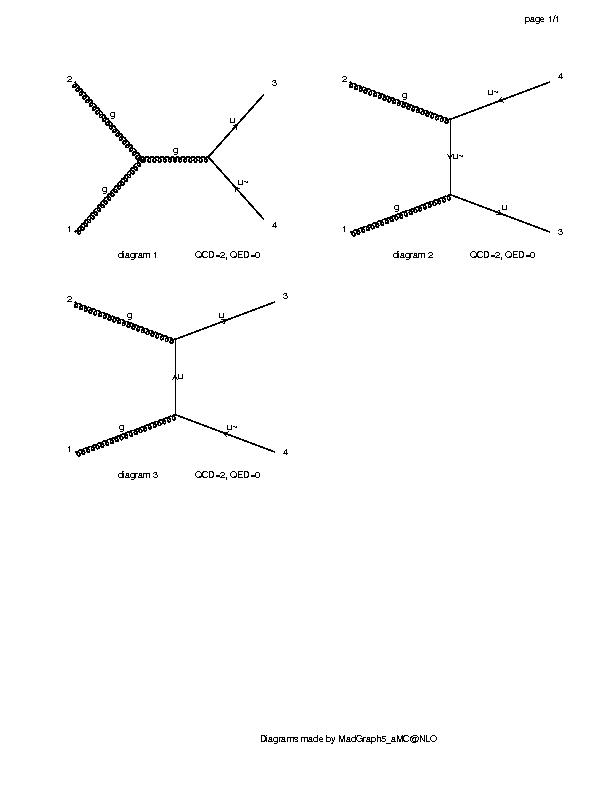 page 1/1
2
g
g
1
g
u
3
u~
4
diagram 1 QCD=2, QED=0
2
g
u~
4
u~
g
1
u
3
diagram 2 QCD=2, QED=0
2
g
u
3
u
g
1
u~
4
diagram 3 QCD=2, QED=0
Diagrams made by MadGraph5_aMC@NLO